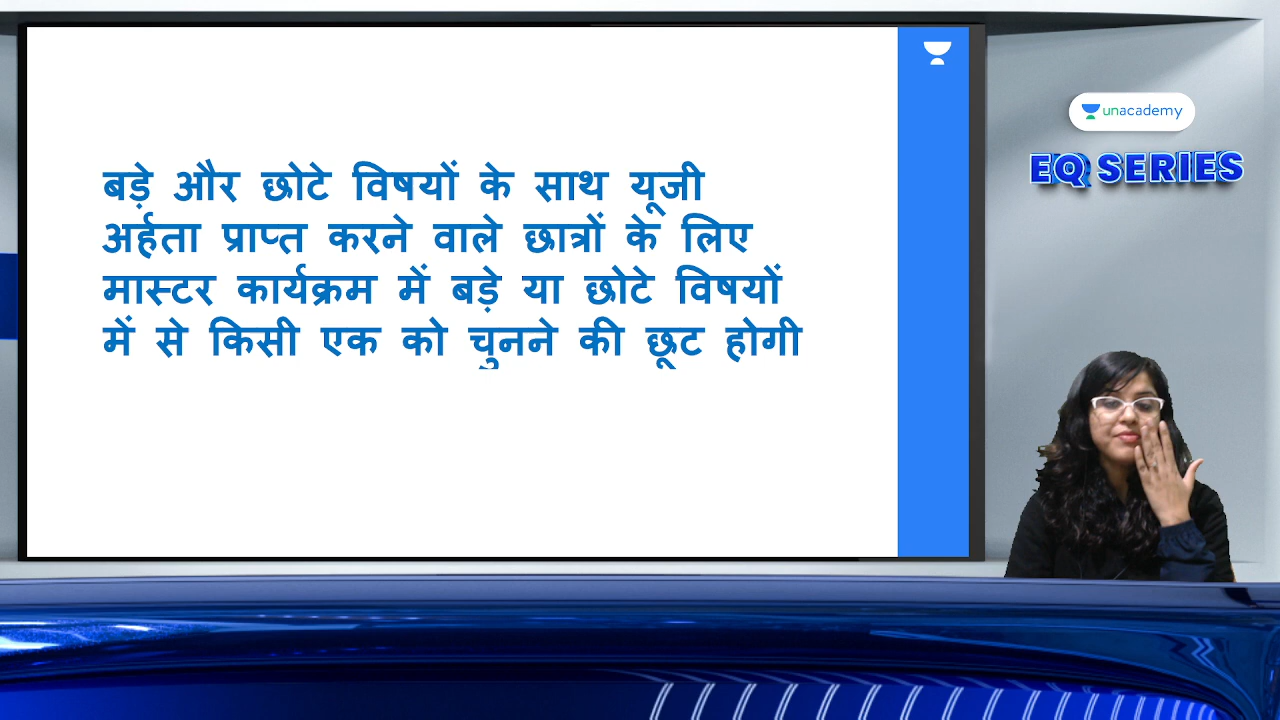 बड़े और छोटे विषयों के साथ यूजी
अर्हता प्राप्त करने वाले छात्रों के लिए
मास्टर कार्यक्रम में बड़े या छोटे विषयों
में से किसी एक को चुनने की छूट होगी
unacademy
EQ SERIES